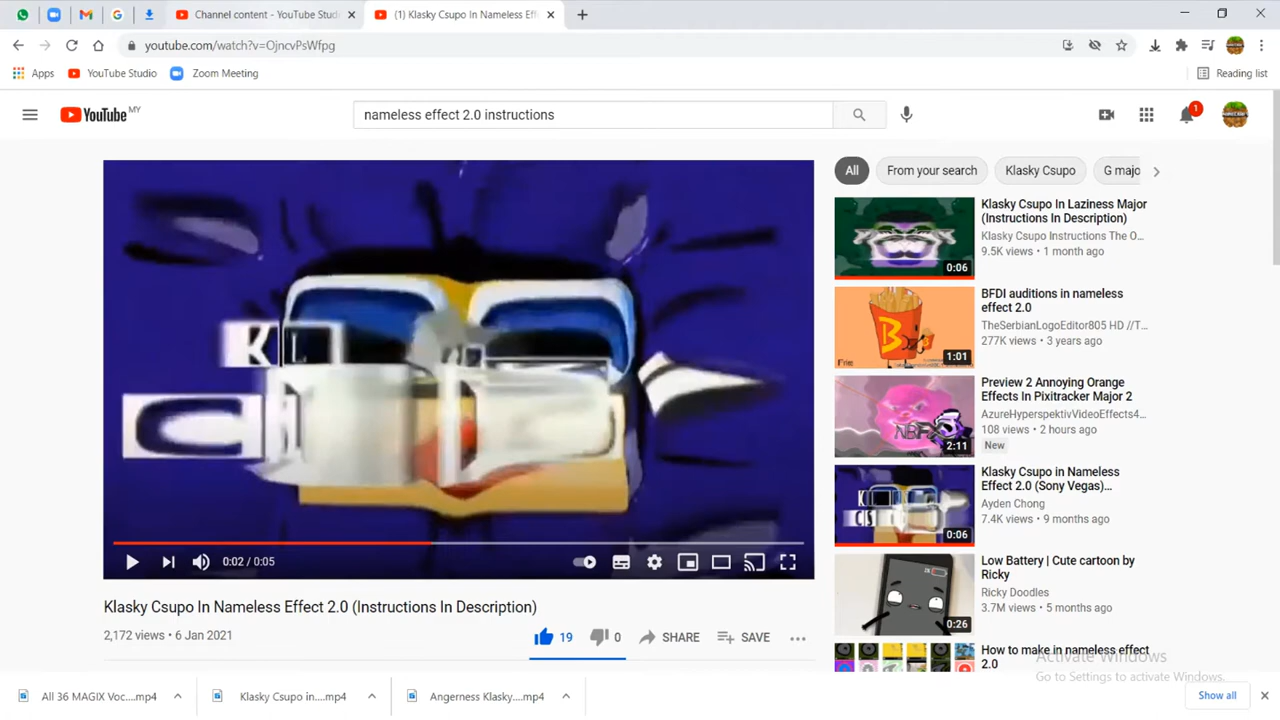 Channel content - YouTube Stud
(1) Klasky Csupo In Nameless Eff
youtube.com/watch?v=OjncvPsWfpg
Apps
YouTube Studio
Zoom Meeting
Reading list
YouTube MY
nameless effect 2.0 instructions
1
All
From your search
Klasky Csupo
G majo
K L
C
0:02 / 0:05
Klasky Csupo In Nameless Effect 2.0 (Instructions In Description)
2,172 views • 6 Jan 2021
19
0
SHARE
SAVE
Klasky Csupo In Laziness Major
(Instructions In Description)
Klasky Csupo Instructions The O...
9.5K views • 1 month ago
0:06
BFDI auditions in nameless
effect 2.0
TheSerbianLogoEditor805 HD //T...
277K views • 3 years ago
1:01
Preview 2 Annoying Orange
Effects In Pixitracker Major 2
AzureHyperspektivVideoEffects4...
108 views • 2 hours ago
New
2:11
Klasky Csupo in Nameless
Effect 2.0 (Sony Vegas)...
Ayden Chong
7.4K views • 9 months ago
0:06
Low Battery | Cute cartoon by
Ricky
Ricky Doodles
3.7M views • 5 months ago
0:26
How to make in nameless effect
2.0
Activate Windows
Go to Settings to activate Windows.
All 36 MAGIX Voc....mp4
Klasky Csupo in....mp4
Angerness Klasky....mp4
Show all